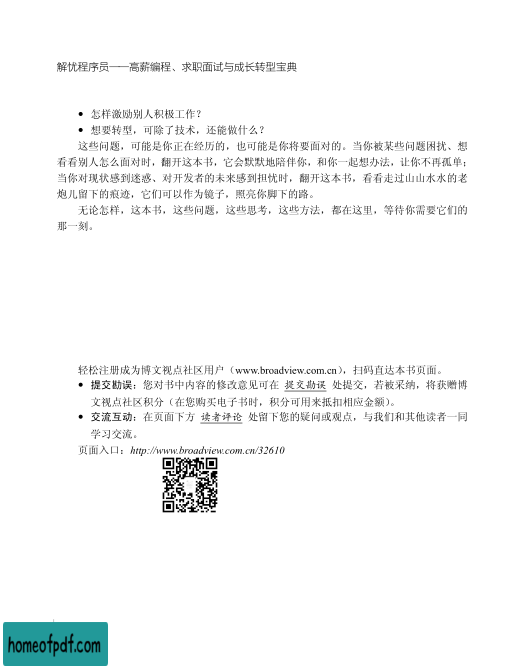 解忧程序员——高薪编程、求职面试与成长转型宝典
● 怎样激励别人积极工作？
● 想要转型，可除了技术，还能做什么？
这些问题，可能是你正在经历的，也可能是你将要面对的。当你被某些问题困扰、想
看看别人怎么面对时，翻开这本书，它会默默地陪伴你，和你一起想办法，让你不再孤单；
当你对现状感到迷惑、对开发者的未来感到担忧时，翻开这本书，看看走过山山水水的老
炮儿留下的痕迹，它们可以作为镜子，照亮你脚下的路。
无论怎样，这本书，这些问题，这些思考，这些方法，都在这里，等待你需要它们的
那一刻。
轻松注册成为博文视点社区用户（www.broadview.com.cn），扫码直达本书页面。
● 提交勘误：您对书中内容的修改意见可在 提交勘误 处提交，若被采纳，将获赠博
文视点社区积分（在您购买电子书时，积分可用来抵扣相应金额）。
● 交流互动：在页面下方 读者评论 处留下您的疑问或观点，与我们和其他读者一同
学习交流。
页面入口：http://www.broadview.com.cn/32610
homeofpdf.com